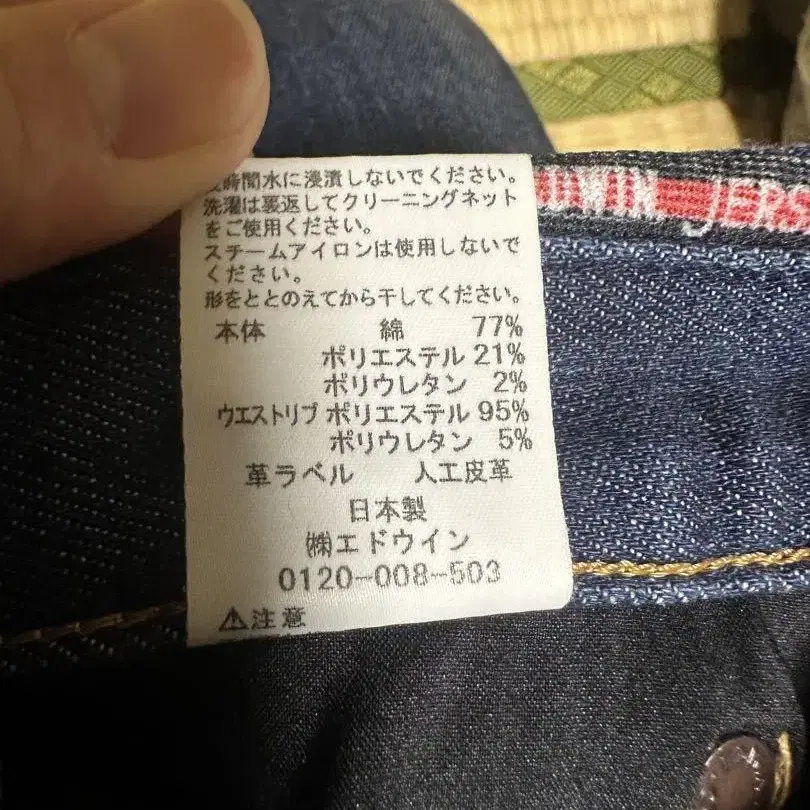 時間水に浸漬しないでください。
洗濯は裏返してクリーニングネット
をご使用ください。
スチームアイロンは使用しないで
ください。
形をととのえてから干してください。
本体 綿 77%
ポリエステル 21%
ポリウレタン 2%
ウエストリブ ポリエステル 95%
ポリウレタン 5%
革ラベル 人工皮革
日本製
㈱エドウイン
0120-008-503
⚠注意